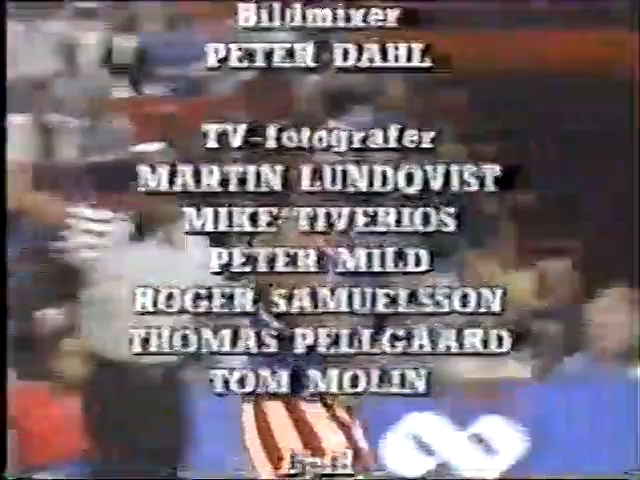 Bildmixer
PETER DAHL
TV-fotografer
MARTIN LUNDQVIST
MIKE TIVERIOS
PETER MILD
ROGER SAMUELSSON
THOMAS PELLGAARD
TOM MOLIN